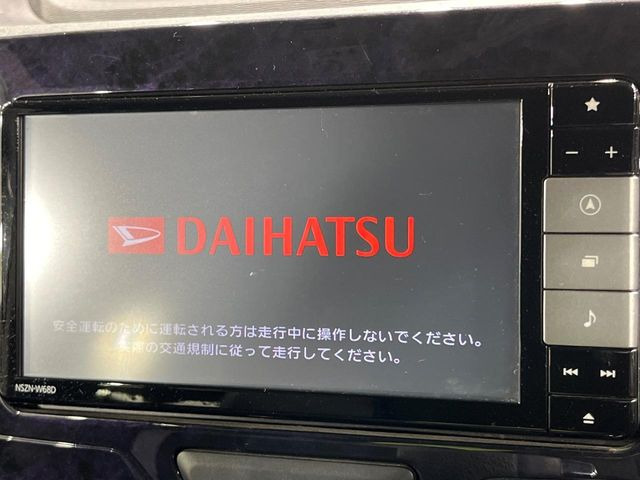 DAIHATSU
安全運転のために運転される方は走行中に操作しないでください。
実際の交通規制に従って走行してください。
NSZN-W68D